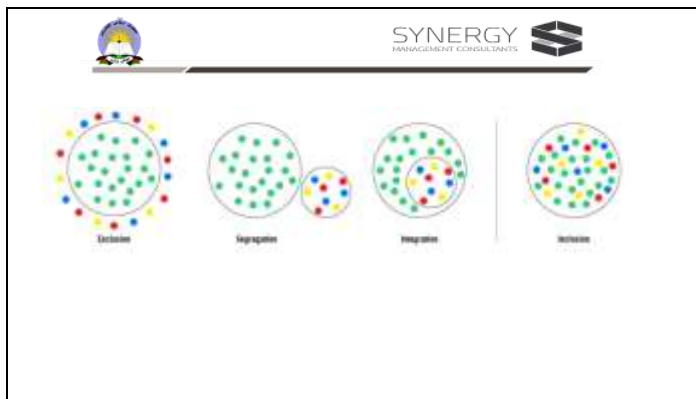 SYNERGY
MANAGEMENT CONSULTANTS
Exclusion
Segregation
Integration
Inclusion